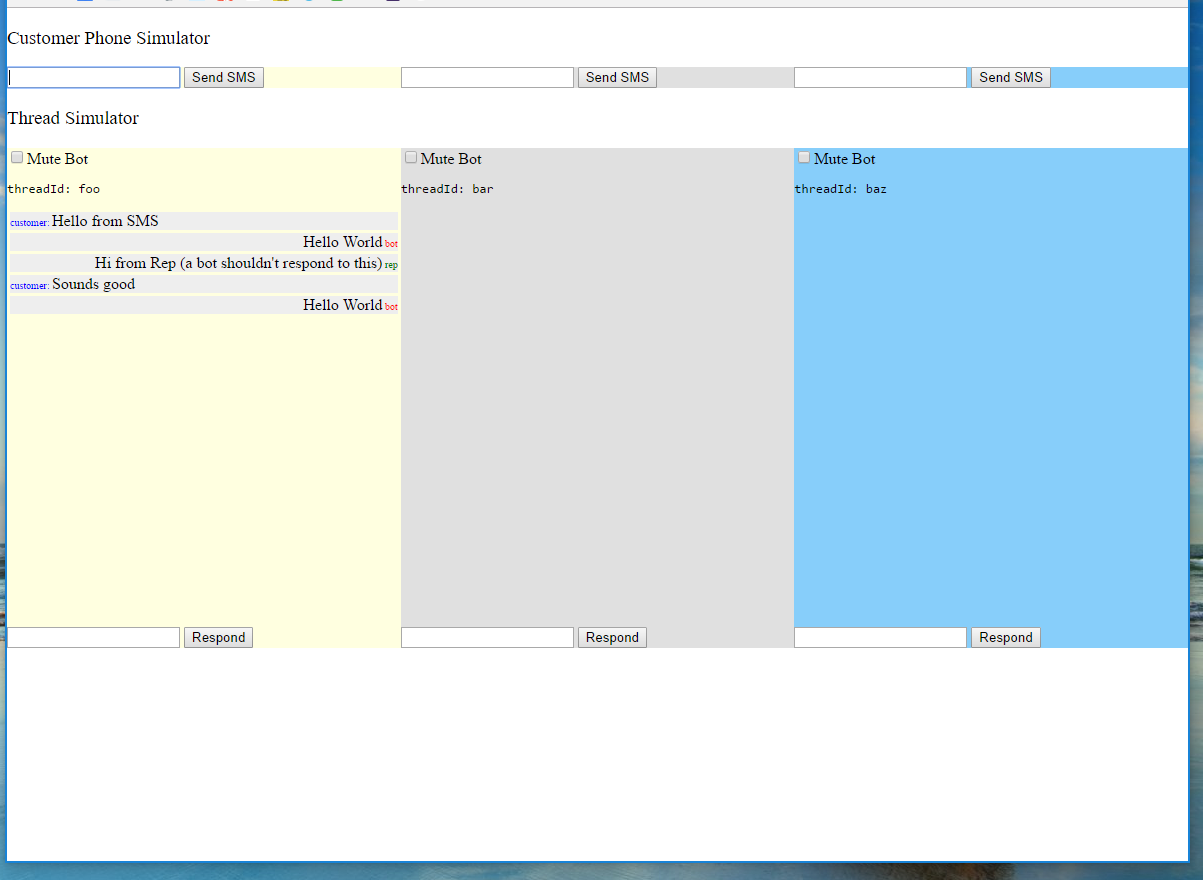 Customer Phone Simulator
Send SMS Send SMS Send SMS
Thread Simulator
Mute Bot Mute Bot Mute Bot
threadId: foo threadId: bar threadId: baz
customer: Hello from SMS
Hello World bot
Hi from Rep (a bot shouldn't respond to this) rep
customer: Sounds good
Hello World bot
Respond Respond Respond